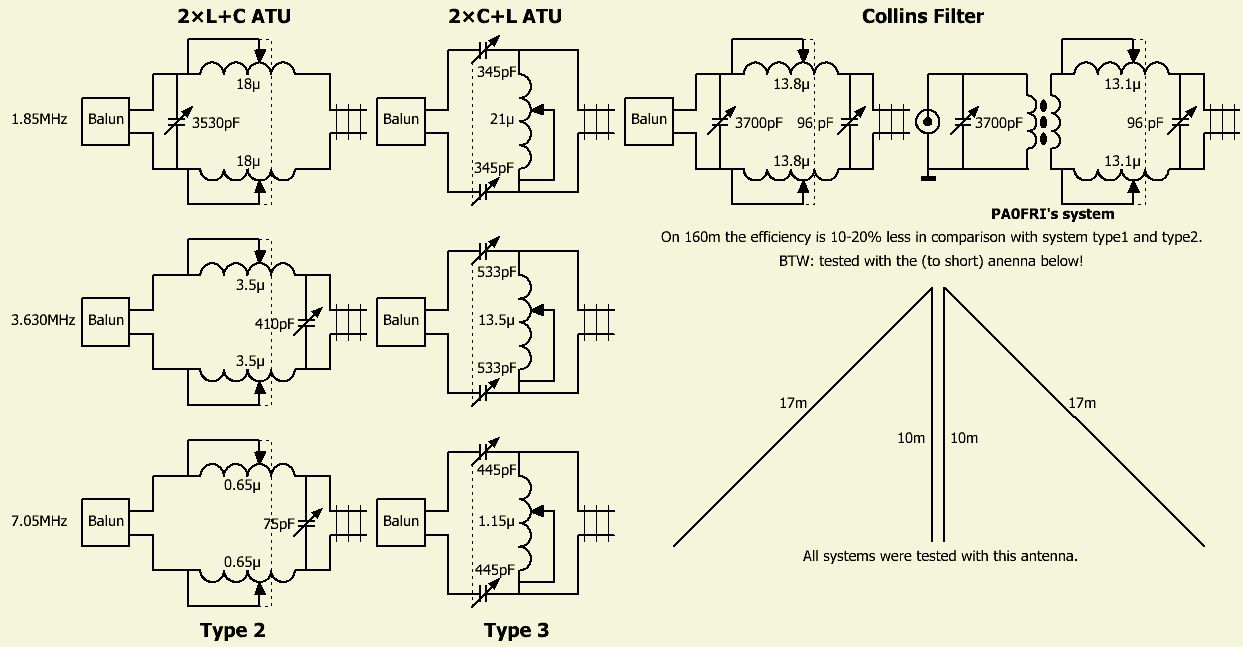 2×L+C ATU
2×C+L ATU
Collins Filter
1.85MHz
Balun
18µ
3530pF
18µ
Balun
345pF
21µ
345pF
Balun
13.8µ
3700pF
96 pF
13.8µ
3700pF
13.1µ
96 pF
13.1µ
PA0FRI's system
On 160m the efficiency is 10-20% less in comparison with system type1 and type2.
BTW: tested with the (to short) anenna below!
3.630MHz
Balun
3.5µ
410pF
3.5µ
Balun
533pF
13.5µ
533pF
17m
17m
10m
10m
7.05MHz
Balun
0.65µ
75pF
0.65µ
Balun
445pF
1.15µ
445pF
All systems were tested with this antenna.
Type 2
Type 3